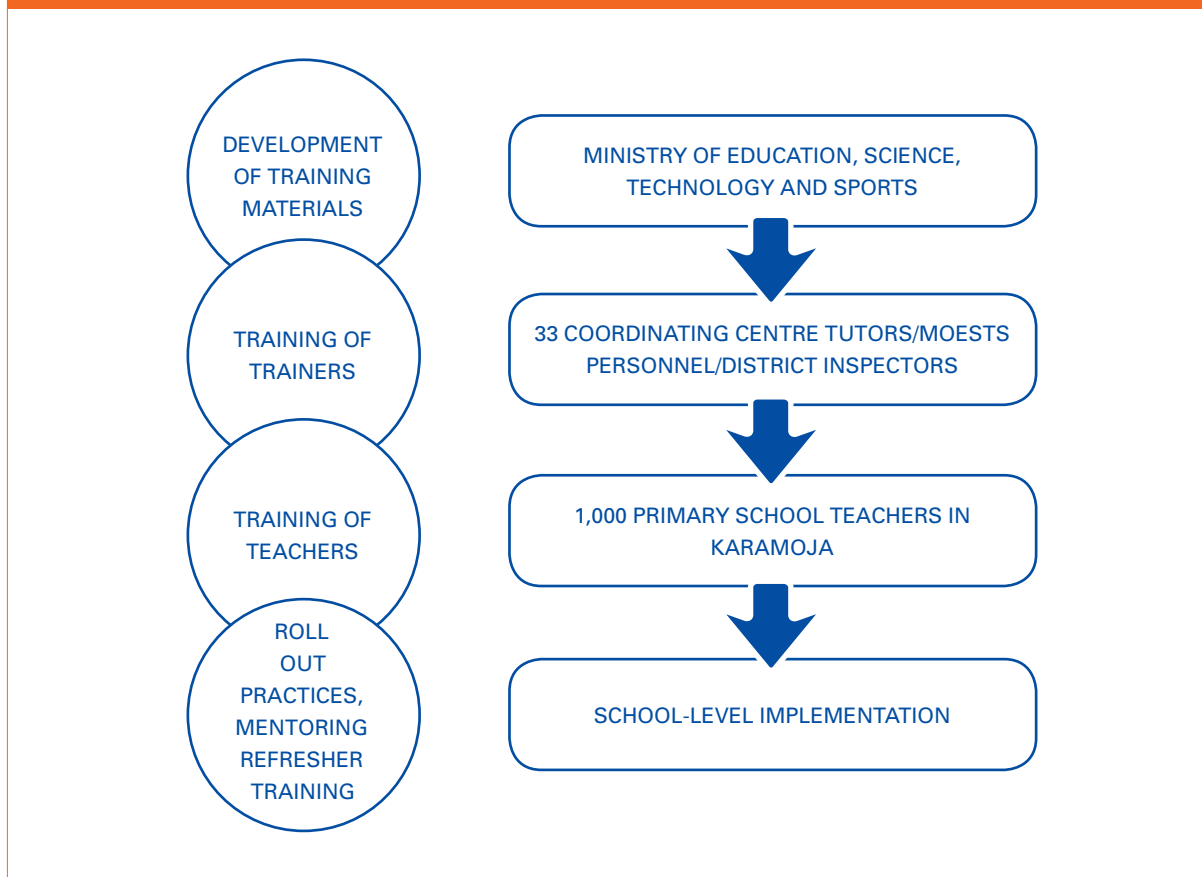 DEVELOPMENT
OF TRAINING
MATERIALS
MINISTRY OF EDUCATION, SCIENCE,
TECHNOLOGY AND SPORTS
TRAINING OF
TRAINERS
33 COORDINATING CENTRE TUTORS/MOESTS
PERSONNEL/DISTRICT INSPECTORS
TRAINING OF
TEACHERS
1,000 PRIMARY SCHOOL TEACHERS IN
KARAMOJA
ROLL
OUT
PRACTICES,
MENTORING
REFRESHER
TRAINING
SCHOOL-LEVEL IMPLEMENTATION